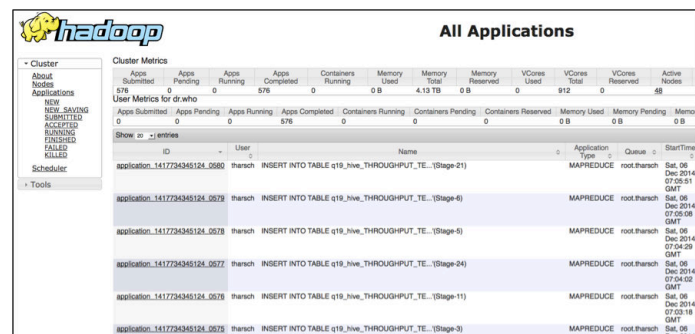 hadoop
All Applications
Cluster
About
Nodes
Applications
NEW
NEW_SAVING
SUBMITTED
ACCEPTED
RUNNING
FINISHED
FAILED
KILLED
Scheduler
Tools
Cluster Metrics
Apps Submitted Apps Pending Apps Running Apps Completed Containers Running Memory Used Memory Total Memory Reserved VCores Used VCores Total VCores Reserved Active Nodes
576 0 0 576 0 0 B 4.13 TB 0 B 0 912 0 48
User Metrics for dr.who
Apps Submitted Apps Pending Apps Running Apps Completed Containers Running Containers Pending Containers Reserved Memory Used Memory Pending Memo
0 0 0 576 0 0 0 0 B 0 B 0 B
Show 20 entries
ID User Name Application Type Queue StartTime
application_1417734345124_0580 tharsch INSERT INTO TABLE q19_hive_THROUGHPUT_TE...'(Stage-21) MAPREDUCE root.tharsch Sat, 06 Dec 2014 07:05:51 GMT
application_1417734345124_0579 tharsch INSERT INTO TABLE q19_hive_THROUGHPUT_TE...'(Stage-6) MAPREDUCE root.tharsch Sat, 06 Dec 2014 07:05:08 GMT
application_1417734345124_0578 tharsch INSERT INTO TABLE q19_hive_THROUGHPUT_TE...'(Stage-5) MAPREDUCE root.tharsch Sat, 06 Dec 2014 07:04:29 GMT
application_1417734345124_0577 tharsch INSERT INTO TABLE q19_hive_THROUGHPUT_TE...'(Stage-24) MAPREDUCE root.tharsch Sat, 06 Dec 2014 07:04:02 GMT
application_1417734345124_0576 tharsch INSERT INTO TABLE q19_hive_THROUGHPUT_TE...'(Stage-11) MAPREDUCE root.tharsch Sat, 06 Dec 2014 07:03:18 GMT
application_1417734345124_0575 tharsch INSERT INTO TABLE q19_hive_THROUGHPUT_TE...'(Stage-3) MAPREDUCE root.tharsch Sat, 06 Dec 2014